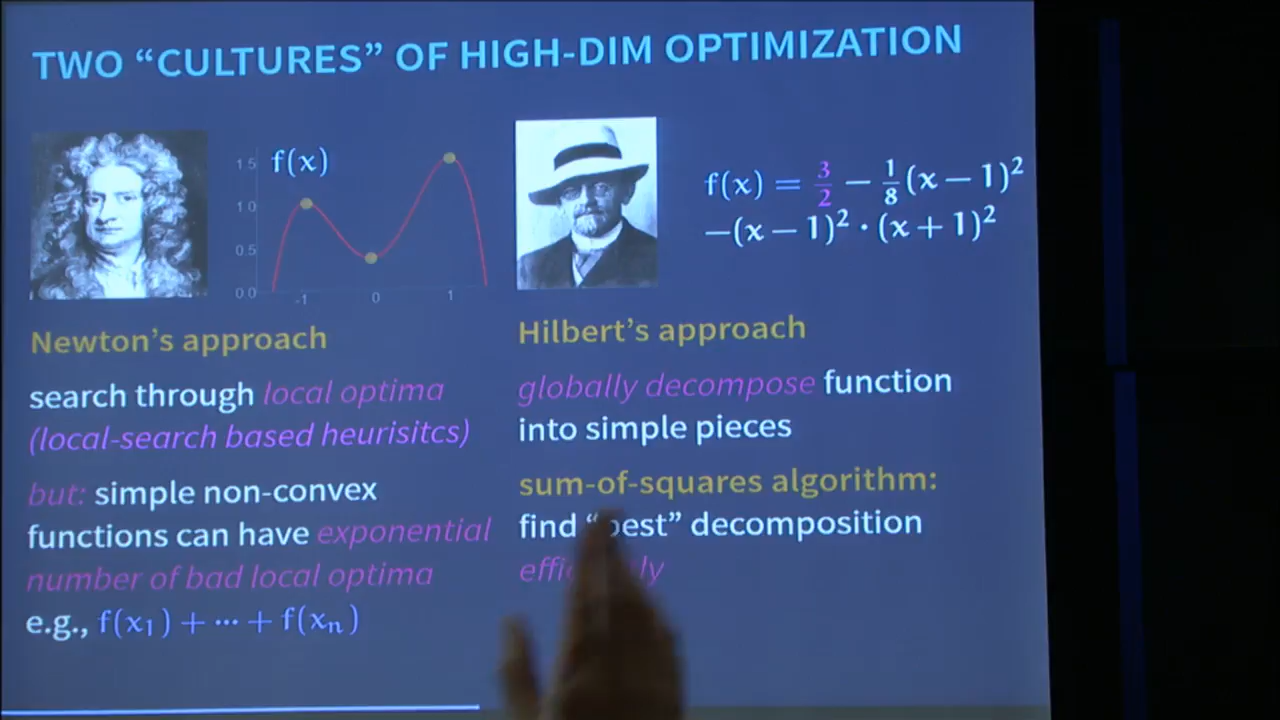 TWO “CULTURES” OF HIGH-DIM OPTIMIZATION
f(x)
1.5
1.0
0.5
0.0
-1 0 1
f(x) = 3/2 − 1/8(x − 1)²
−(x − 1)² · (x + 1)²
Newton’s approach
search through local optima
(local-search based heurisitcs)
but: simple non-convex
functions can have exponential
number of bad local optima
e.g., f(x₁) + ⋯ + f(xₙ)
Hilbert’s approach
globally decompose function
into simple pieces
sum-of-squares algorithm:
find “best” decomposition